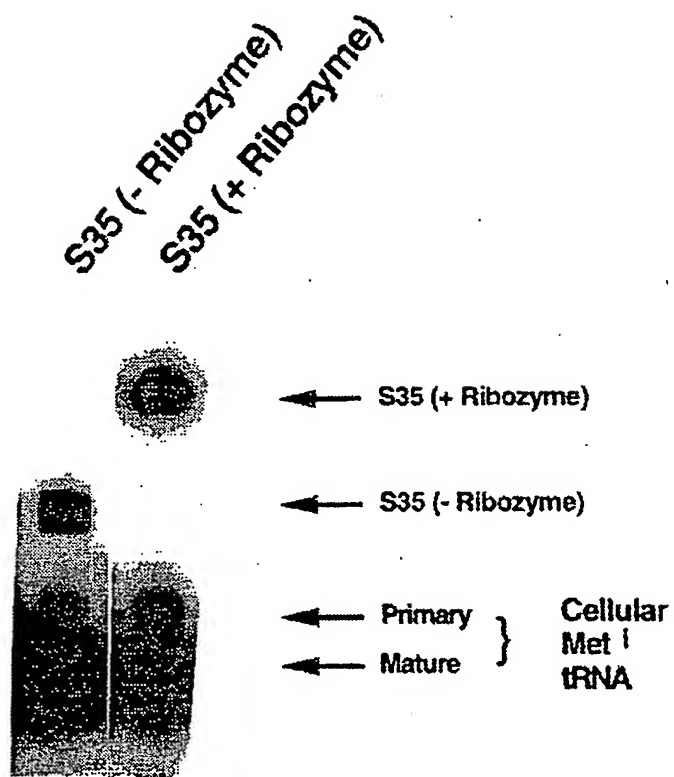 S35 (- Ribozyme)
S35 (+ Ribozyme)
S35 (+ Ribozyme)
S35 (- Ribozyme)
Primary
Mature
}
Cellular
Met i
tRNA